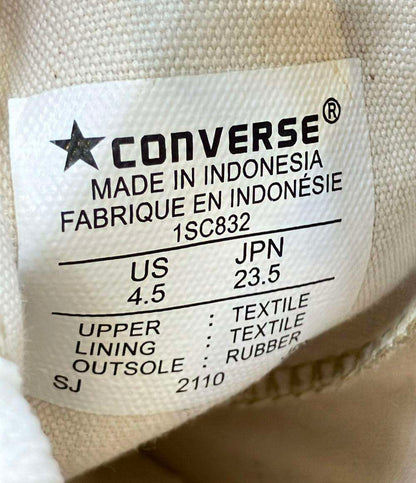 CONVERSE®
MADE IN INDONESIA
FABRIQUE EN INDONÉSIE
1SC832
US JPN
4.5 23.5
UPPER : TEXTILE
LINING : TEXTILE
OUTSOLE : RUBBER
SJ 2110